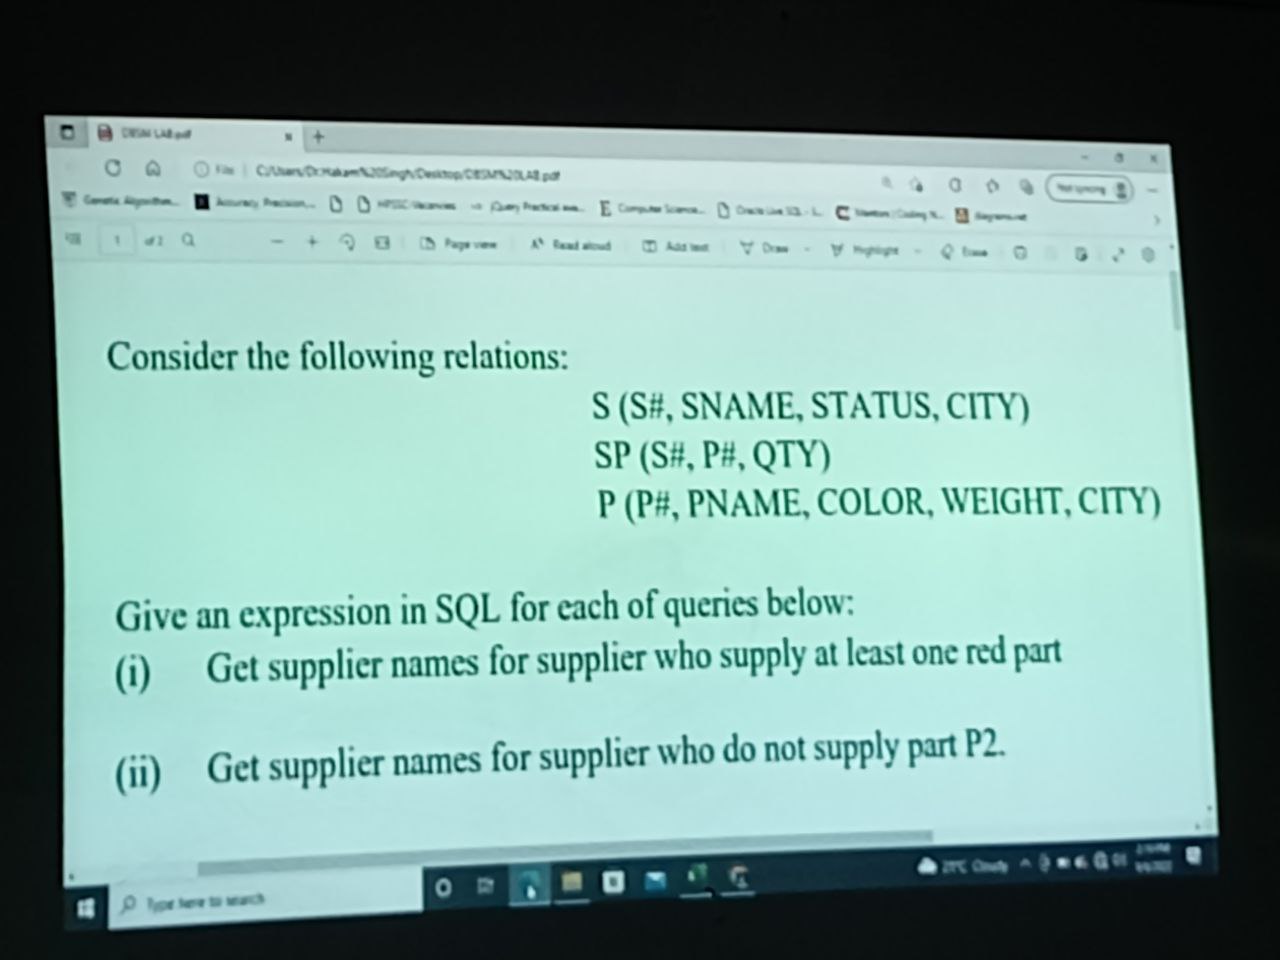 DBSM LAB.pdf
File C:/Users/Dr.Hakam%20Singh/Desktop/DBSM%20LAB.pdf
Not syncing
Genetic Algorithm... Accuracy, Precision,... HPSSC-Vacancies jQuery Practical exe... Computer Science... Oracle Live SQL - S... Newton | Coding N... diagrams.net
1 of 2 Page view Read aloud Add text Draw Highlight Erase
Consider the following relations:
S (S#, SNAME, STATUS, CITY)
SP (S#, P#, QTY)
P (P#, PNAME, COLOR, WEIGHT, CITY)
Give an expression in SQL for each of queries below:
(i) Get supplier names for supplier who supply at least one red part
(ii) Get supplier names for supplier who do not supply part P2.
Type here to search
Cloudy